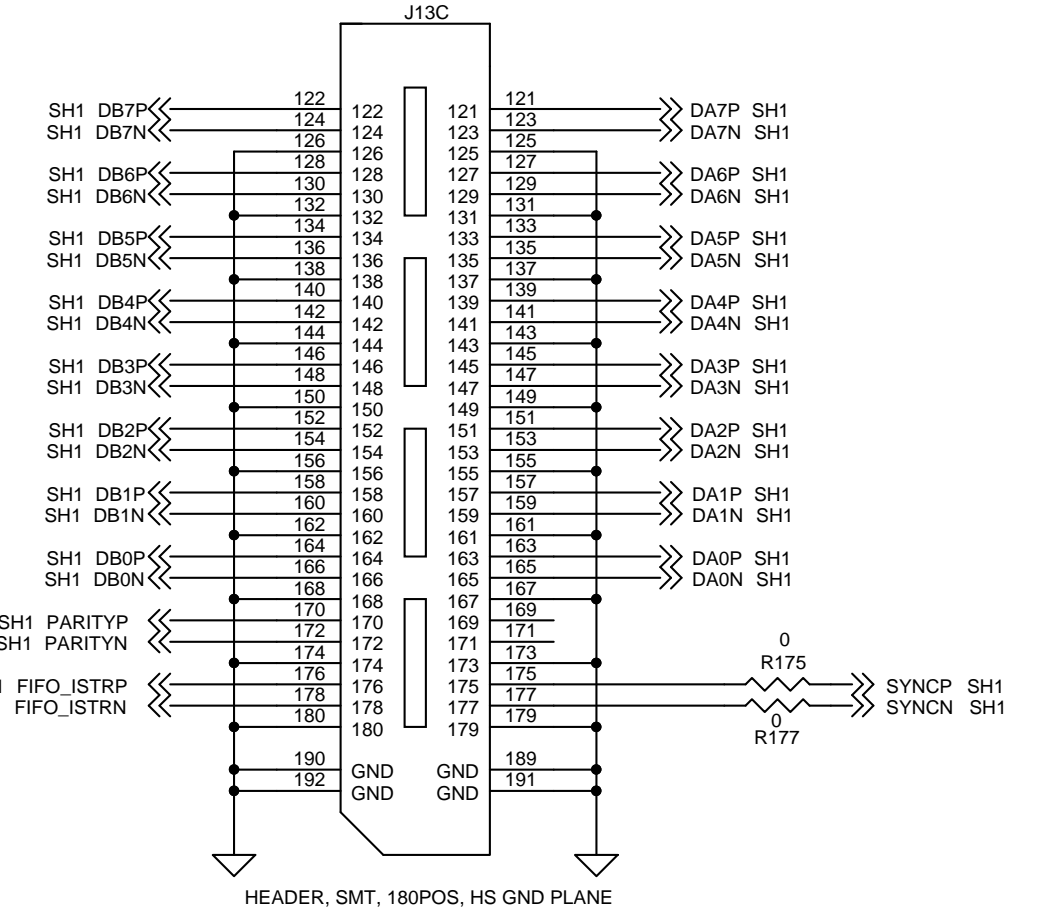 J13C
122 121
SH1 DB7P 122 121 DA7P SH1
124 123
SH1 DB7N 124 123 DA7N SH1
126 125
126 125
128 127
SH1 DB6P 128 127 DA6P SH1
130 129
SH1 DB6N 130 129 DA6N SH1
132 131
132 131
134 133
SH1 DB5P 134 133 DA5P SH1
136 135
SH1 DB5N 136 135 DA5N SH1
138 137
138 137
140 139
SH1 DB4P 140 139 DA4P SH1
142 141
SH1 DB4N 142 141 DA4N SH1
144 143
144 143
146 145
SH1 DB3P 146 145 DA3P SH1
148 147
SH1 DB3N 148 147 DA3N SH1
150 149
150 149
152 151
SH1 DB2P 152 151 DA2P SH1
154 153
SH1 DB2N 154 153 DA2N SH1
156 155
156 155
158 157
SH1 DB1P 158 157 DA1P SH1
160 159
SH1 DB1N 160 159 DA1N SH1
162 161
162 161
164 163
SH1 DB0P 164 163 DA0P SH1
166 165
SH1 DB0N 166 165 DA0N SH1
168 167
168 167
170 169
SH1 PARITYP 170 169
172 171
SH1 PARITYN 172 171
174 173
174 173
0
R175
176 175
FIFO_ISTRP 176 175 SYNCP SH1
178 177
FIFO_ISTRN 178 177 SYNCN SH1
0
R177
180 179
180 179
190 189
GND GND
192 191
GND GND
HEADER, SMT, 180POS, HS GND PLANE